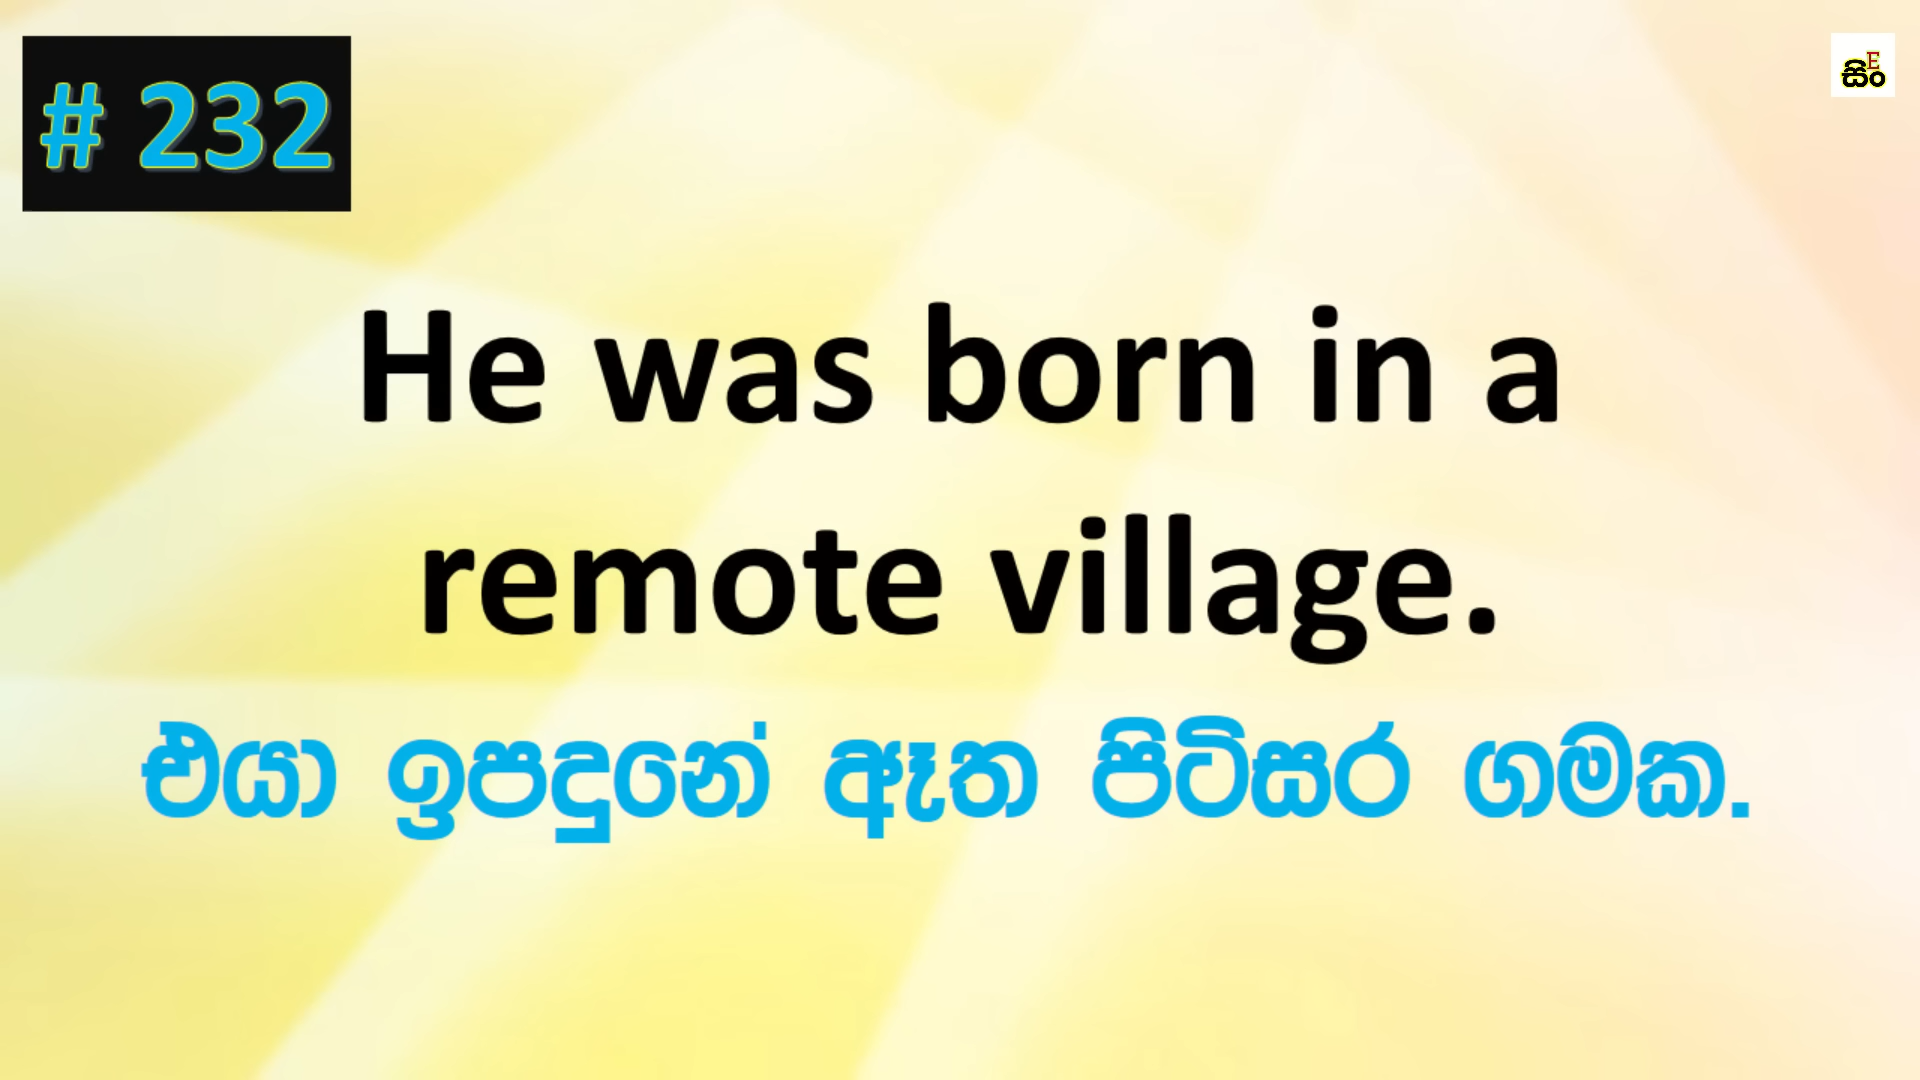 # 232
සිං
E
He was born in a
remote village.
එයා ඉපදුනේ ඈත පිටිසර ගමක.